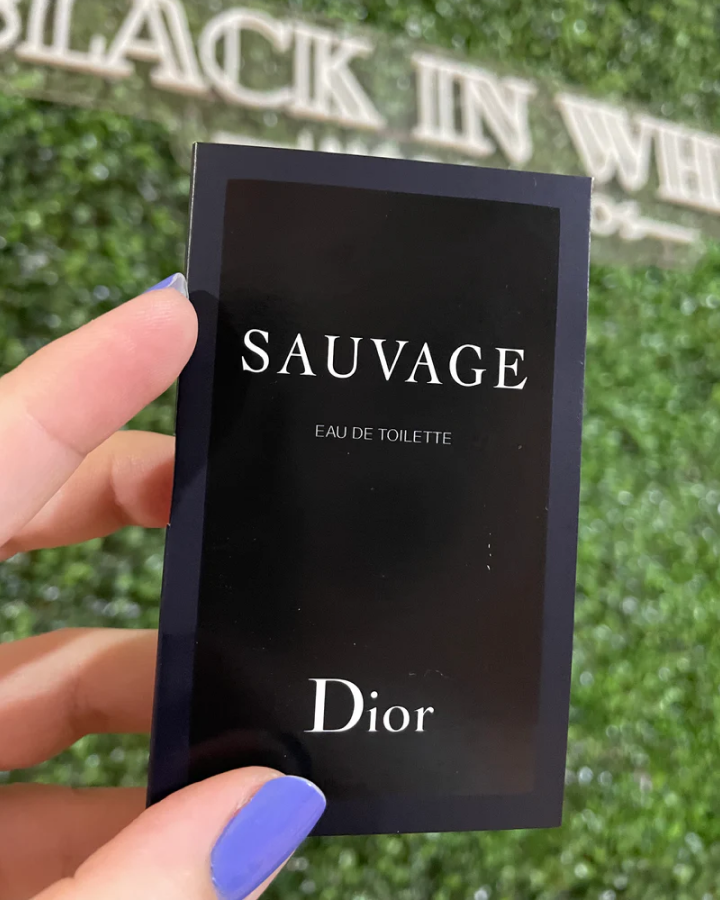 BLACK IN WH
SAUVAGE
EAU DE TOILETTE
Dior